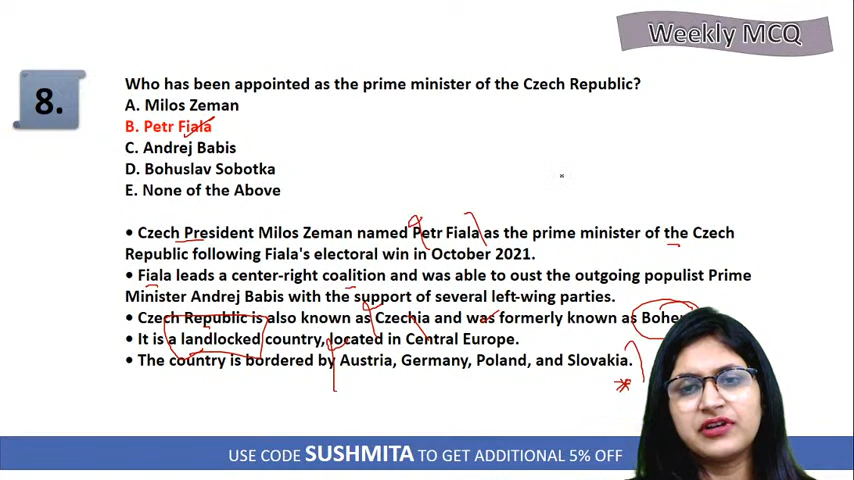 Weekly MCQ
8.
Who has been appointed as the prime minister of the Czech Republic?
A. Milos Zeman
B. Petr Fiala
C. Andrej Babis
D. Bohuslav Sobotka
E. None of the Above
• Czech President Milos Zeman named Petr Fiala as the prime minister of the Czech
Republic following Fiala's electoral win in October 2021.
• Fiala leads a center-right coalition and was able to oust the outgoing populist Prime
Minister Andrej Babis with the support of several left-wing parties.
• Czech Republic is also known as Czechia and was formerly known as
• It is a landlocked country, located in Central Europe.
• The country is bordered by Austria, Germany, Poland, and Slovakia.
USE CODE SUSHMITA TO GET ADDITIONAL 5% OFF